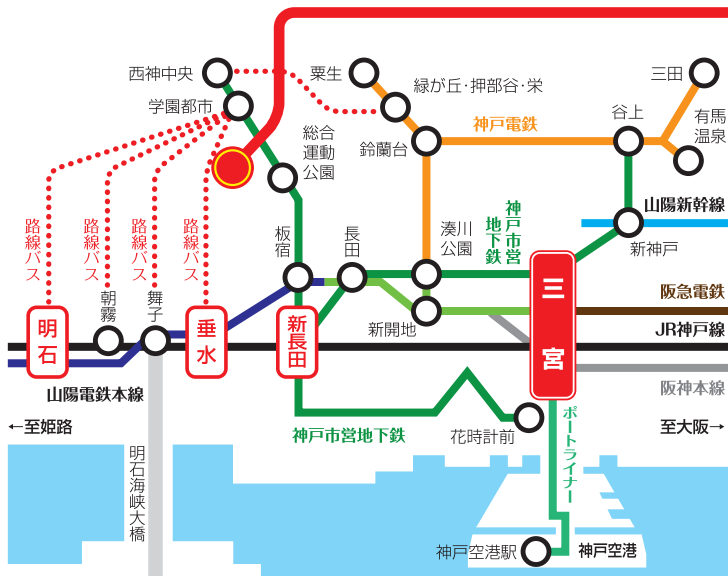 西神中央
粟生
緑が丘・押部谷・栄
三田
学園都市
神戸電鉄
谷上
有馬
温泉
総合
運動
公園
鈴蘭台
山陽新幹線
路線バス
路線バス
路線バス
路線バス
板宿
長田
湊川
公園
神戸市営
地下鉄
新神戸
三宮
阪急電鉄
朝霧
舞子
明石
垂水
新長田
新開地
JR神戸線
山陽電鉄本線
阪神本線
←至姫路
神戸市営地下鉄
花時計前
ポートライナー
至大阪→
明石海峡大橋
神戸空港駅
神戸空港